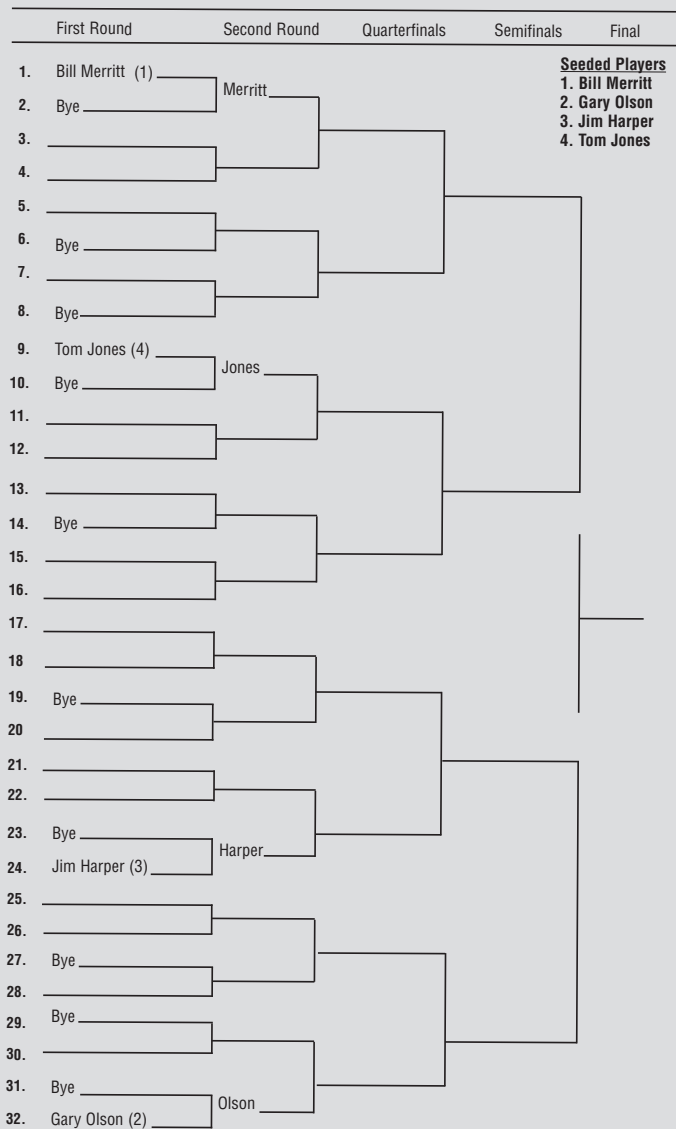 First Round Second Round Quarterfinals Semifinals Final
Seeded Players
1. Bill Merritt
2. Gary Olson
3. Jim Harper
4. Tom Jones
1. Bill Merritt (1)
Merritt
2. Bye
3.
4.
5.
6. Bye
7.
8. Bye
9. Tom Jones (4)
Jones
10. Bye
11.
12.
13.
14. Bye
15.
16.
17.
18
19. Bye
20
21.
22.
23. Bye
Harper
24. Jim Harper (3)
25.
26.
27. Bye
28.
29. Bye
30.
31. Bye
Olson
32. Gary Olson (2)